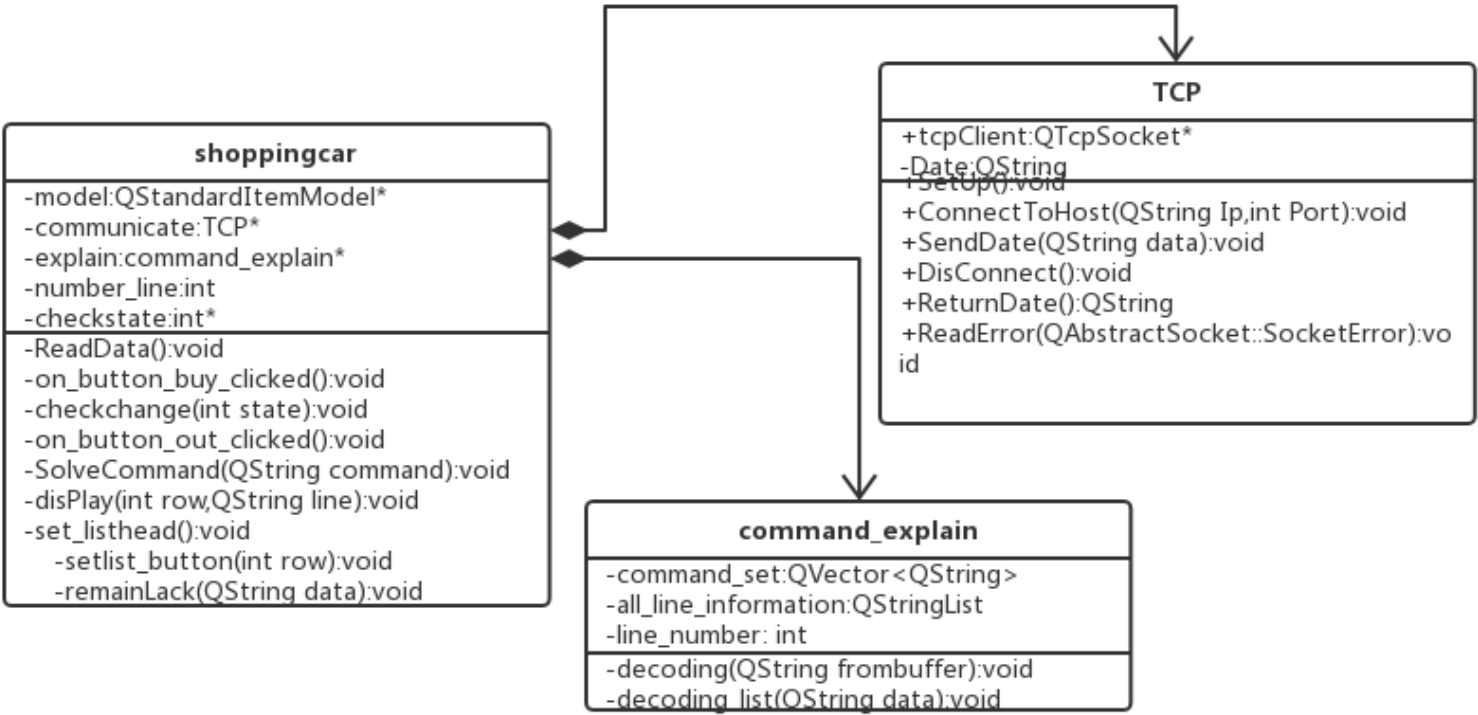 shoppingcar
-model:QStandardItemModel*
-communicate:TCP*
-explain:command_explain*
-number_line:int
-checkstate:int*
-ReadData():void
-on_button_buy_clicked():void
-checkchange(int state):void
-on_button_out_clicked():void
-SolveCommand(QString command):void
-disPlay(int row,QString line):void
-set_listhead():void
-setlist_button(int row):void
-remainLack(QString data):void
TCP
+tcpClient:QTcpSocket*
-Date:QString
+SetUp():void
+ConnectToHost(QString Ip,int Port):void
+SendDate(QString data):void
+DisConnect():void
+ReturnDate():QString
+ReadError(QAbstractSocket::SocketError):vo
id
command_explain
-command_set:QVector<QString>
-all_line_information:QStringList
-line_number: int
-decoding(QString frombuffer):void
-decoding_list(QString data):void